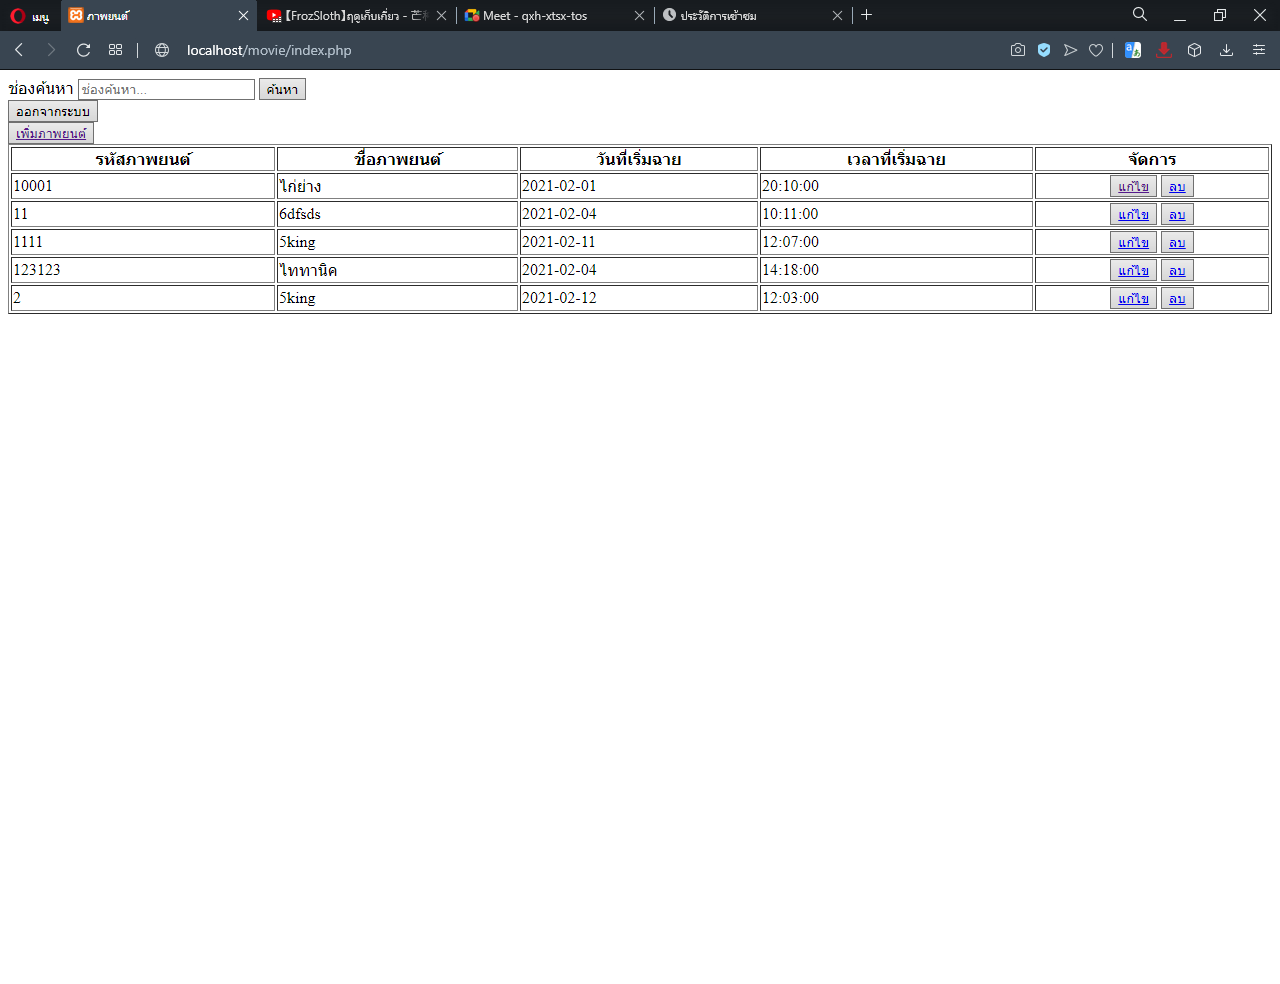 เมนู ภาพยนต์ 【FrozSloth】ฤดูเก็บเกี่ยว - Meet - qxh-xtsx-tos ประวัติการเข้าชม
localhost/movie/index.php
ช่องค้นหา ช่องค้นหา... ค้นหา
ออกจากระบบ
เพิ่มภาพยนต์
รหัสภาพยนต์ ชื่อภาพยนต์ วันที่เริ่มฉาย เวลาที่เริ่มฉาย จัดการ
10001 ไก่ย่าง 2021-02-01 20:10:00 แก้ไข ลบ
11 6dfsds 2021-02-04 10:11:00 แก้ไข ลบ
1111 5king 2021-02-11 12:07:00 แก้ไข ลบ
123123 ไททานิค 2021-02-04 14:18:00 แก้ไข ลบ
2 5king 2021-02-12 12:03:00 แก้ไข ลบ